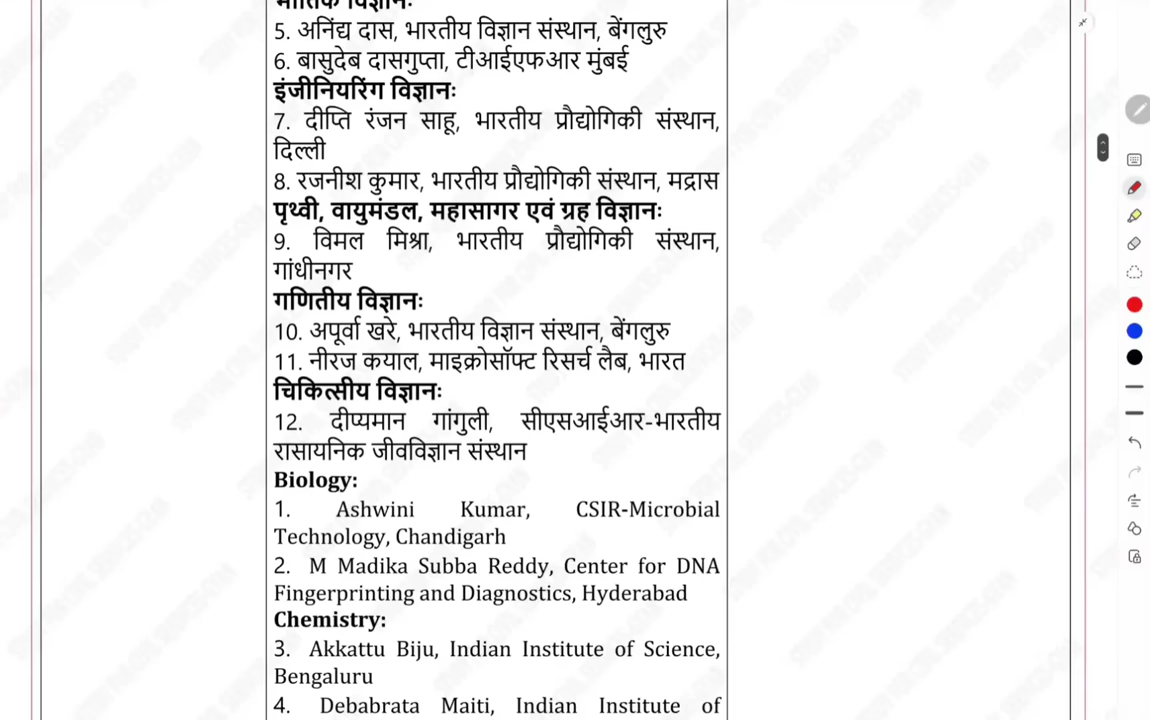 भौतिक विज्ञानः
5. अनिंद्य दास, भारतीय विज्ञान संस्थान, बेंगलुरु
6. बासुदेब दासगुप्ता, टीआईएफआर मुंबई
इंजीनियरिंग विज्ञानः
7. दीप्ति रंजन साहू, भारतीय प्रौद्योगिकी संस्थान,
दिल्ली
8. रजनीश कुमार, भारतीय प्रौद्योगिकी संस्थान, मद्रास
पृथ्वी, वायुमंडल, महासागर एवं ग्रह विज्ञानः
9. विमल मिश्रा, भारतीय प्रौद्योगिकी संस्थान,
गांधीनगर
गणितीय विज्ञानः
10. अपूर्वा खरे, भारतीय विज्ञान संस्थान, बेंगलुरु
11. नीरज कयाल, माइक्रोसॉफ्ट रिसर्च लैब, भारत
चिकित्सीय विज्ञानः
12. दीप्यमान गांगुली, सीएसआईआर-भारतीय
रासायनिक जीवविज्ञान संस्थान
Biology:
1. Ashwini Kumar, CSIR-Microbial
Technology, Chandigarh
2. M Madika Subba Reddy, Center for DNA
Fingerprinting and Diagnostics, Hyderabad
Chemistry:
3. Akkattu Biju, Indian Institute of Science,
Bengaluru
4. Debabrata Maiti, Indian Institute of